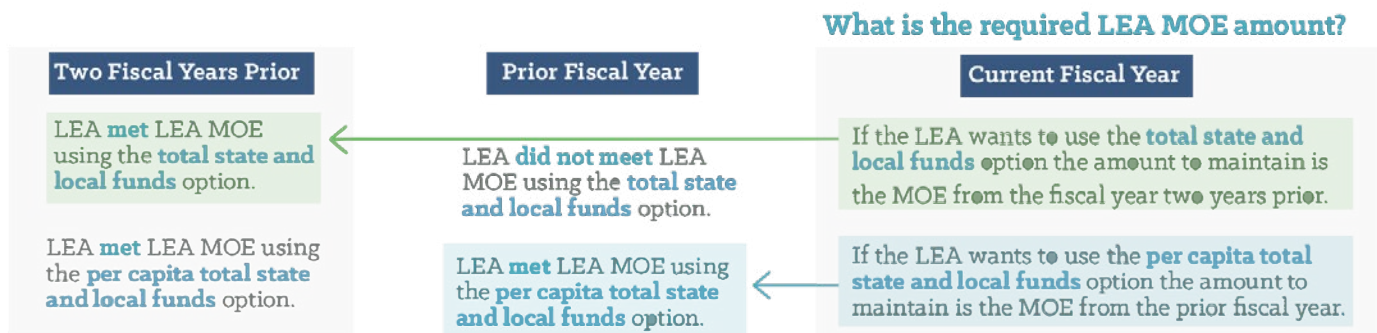 What is the required LEA MOE amount?
Two Fiscal Years Prior
LEA met LEA MOE
using the total state and
local funds option.
LEA met LEA MOE using
the per capita total state
and local funds option.
Prior Fiscal Year
LEA did not meet LEA
MOE using the total state
and local funds option.
LEA met LEA MOE using
the per capita total state
and local funds option.
Current Fiscal Year
If the LEA wants to use the total state and
local funds option the amount to maintain is
the MOE from the fiscal year two years prior.
If the LEA wants to use the per capita total
state and local funds option the amount to
maintain is the MOE from the prior fiscal year.